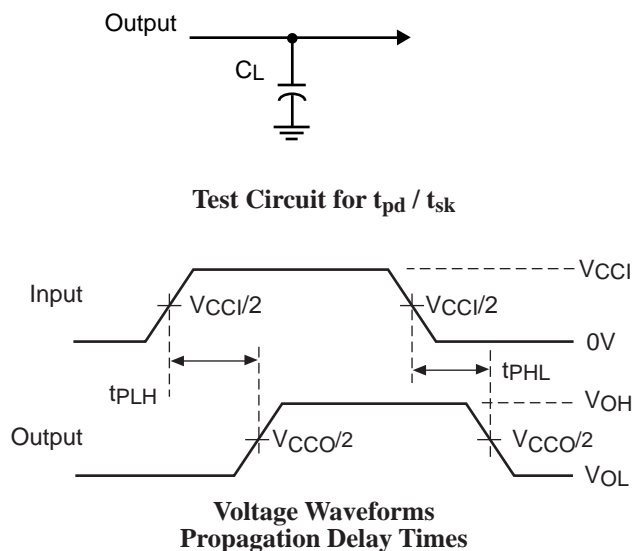 Output
CL
Test Circuit for tpd / tsk
VCCI
Input
VCCI/2
VCCI/2
0V
tPLH
tPHL
VOH
Output
VCCO/2
VCCO/2
VOL
Voltage Waveforms
Propagation Delay Times